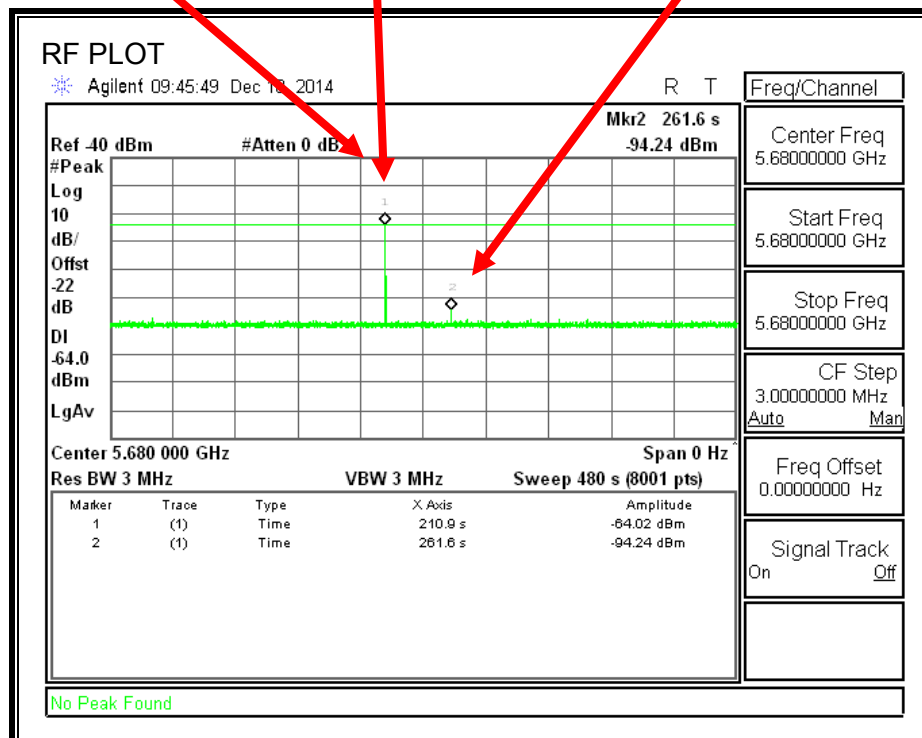 RF PLOT
Agilent 09:45:49 Dec 2014
R T
Mkr2 261.6 s
Ref -40 dBm #Atten 0 dB -94.24 dBm
#Peak
Log
10
dB/
Offst
-22
dB
DI
-64.0
dBm
LgAv
1
2
Center 5.680 000 GHz Span 0 Hz
Res BW 3 MHz VBW 3 MHz Sweep 480 s (8001 pts)
Marker Trace Type X Axis Amplitude
1 (1) Time 210.9 s -64.02 dBm
2 (1) Time 261.6 s -94.24 dBm
No Peak Found
Freq/Channel
Center Freq
5.68000000 GHz
Start Freq
5.68000000 GHz
Stop Freq
5.68000000 GHz
CF Step
3.00000000 MHz
Auto Man
Freq Offset
0.00000000 Hz
Signal Track
On Off